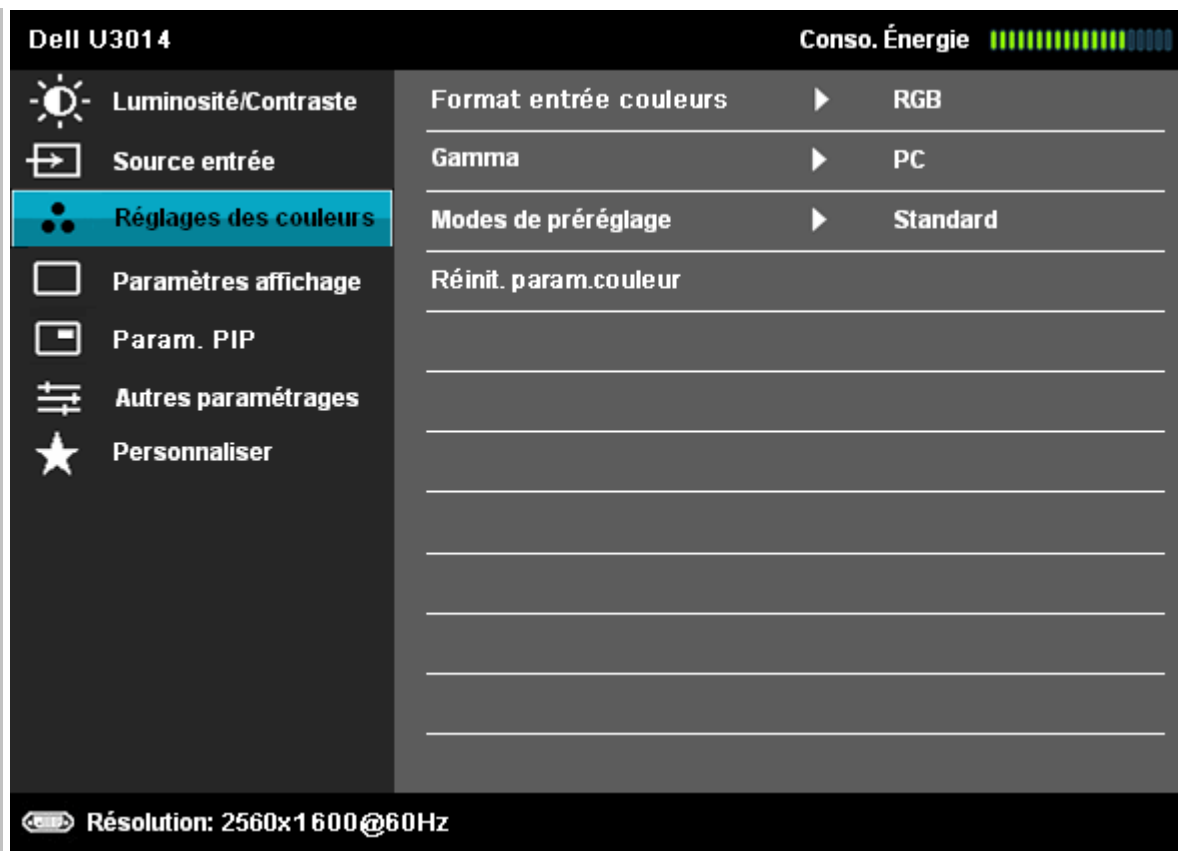 Dell U3014 Conso. Énergie
Luminosité/Contraste Format entrée couleurs RGB
Source entrée Gamma PC
Réglages des couleurs Modes de préréglage Standard
Paramètres affichage Réinit. param.couleur
Param. PIP
Autres paramétrages
Personnaliser
Résolution: 2560x1600@60Hz